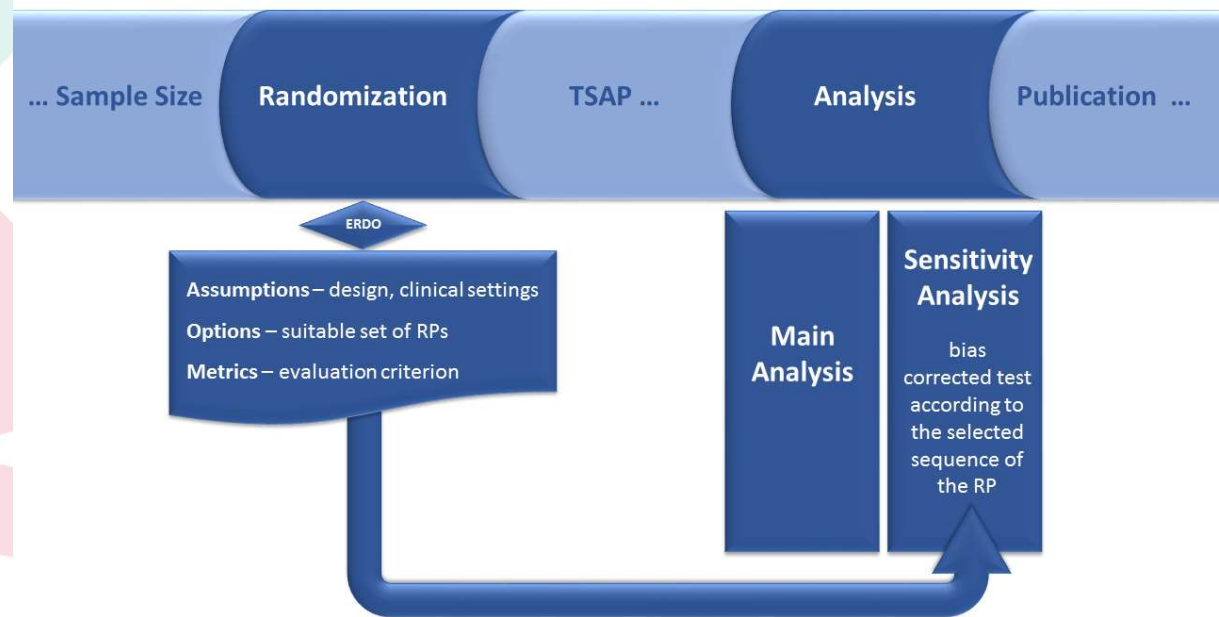 ... Sample Size
Randomization
TSAP ...
Analysis
Publication ...
ERDO
Assumptions – design, clinical settings
Options – suitable set of RPs
Metrics – evaluation criterion
Main
Analysis
Sensitivity
Analysis
bias
corrected test
according to
the selected
sequence of
the RP